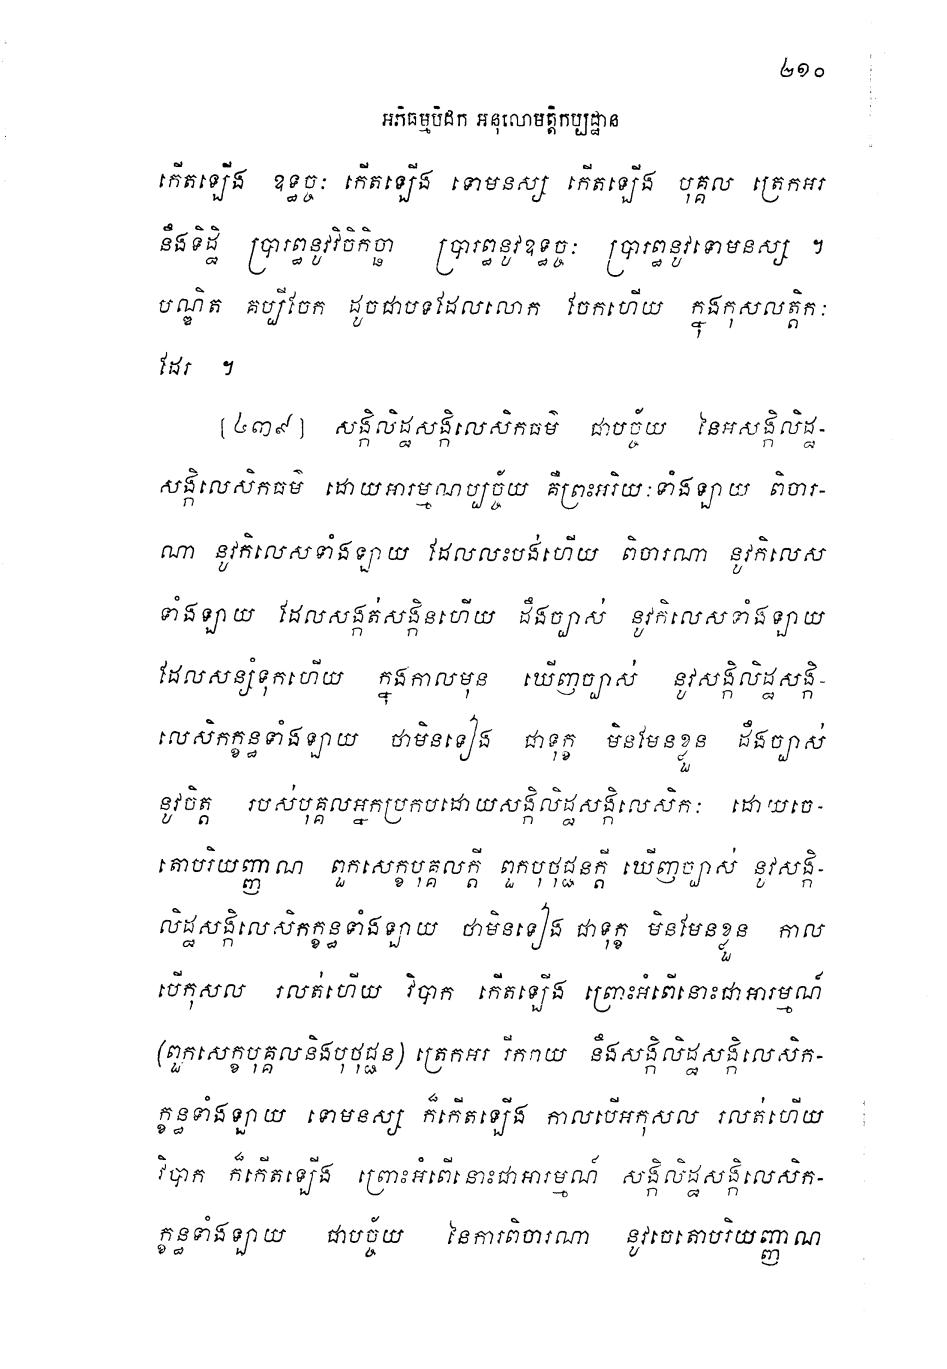 ២១០
អភិធម្មបិដក អនុលោមត្តិកប្បដ្ឋាន
កើតឡើង ឧទ្ធច្ចៈ កើតឡើង ទោមនស្ស កើតឡើង បុគ្គល ត្រេកអរ
នឹងទិដ្ឋិ ប្រារព្ធនូវវិចិកិច្ឆា ប្រារព្ធនូវឧទ្ធច្ចៈ ប្រារព្ធនូវទោមនស្ស ។
បណ្ឌិត គប្បីចែក ដូចជាបទដែលលោក ចែកហើយ ក្នុងកុសលត្តិកៈ
ដែរ ។
[៤៣៩] សង្កិលិដ្ឋសង្កិលេសិកធម៌ ជាបច្ច័យ នៃអសង្កិលិដ្ឋ-
សង្កិលេសិកធម៌ ដោយអារម្មណប្បច្ច័យ គឺព្រះអរិយៈទាំងឡាយ ពិចារ-
ណា នូវកិលេសទាំងឡាយ ដែលលះបង់ហើយ ពិចារណា នូវកិលេស
ទាំងឡាយ ដែលសង្កត់សង្កិនហើយ ដឹងច្បាស់ នូវកិលេសទាំងឡាយ
ដែលសន្សំទុកហើយ ក្នុងកាលមុន ឃើញច្បាស់ នូវសង្កិលិដ្ឋសង្កិ-
លេសិកក្ខន្ធទាំងឡាយ ថាមិនទៀង ជាទុក្ខ មិនមែនខ្លួន ដឹងច្បាស់
នូវចិត្ត របស់បុគ្គលអ្នកប្រកបដោយសង្កិលិដ្ឋសង្កិលេសិកៈ ដោយចេ-
តោបរិយញ្ញាណ ពួកសេក្ខបុគ្គលក្តី ពួកបុថុជ្ជនក្តី ឃើញច្បាស់ នូវសង្កិ-
លិដ្ឋសង្កិលេសិកក្ខន្ធទាំងឡាយ ថាមិនទៀង ជាទុក្ខ មិនមែនខ្លួន កាល
បើកុសល រលត់ហើយ វិបាក កើតឡើង ព្រោះអំពើនោះជាអារម្មណ៍
(ពួកសេក្ខបុគ្គលនិងបុថុជ្ជន) ត្រេកអរ រីករាយ នឹងសង្កិលិដ្ឋសង្កិលេសិក-
ក្ខន្ធទាំងឡាយ ទោមនស្ស ក៏កើតឡើង កាលបើអកុសល រលត់ហើយ
វិបាក ក៏កើតឡើង ព្រោះអំពើនោះជាអារម្មណ៍ សង្កិលិដ្ឋសង្កិលេសិក-
ក្ខន្ធទាំងឡាយ ជាបច្ច័យ នៃការពិចារណា នូវចេតោបរិយញ្ញាណ